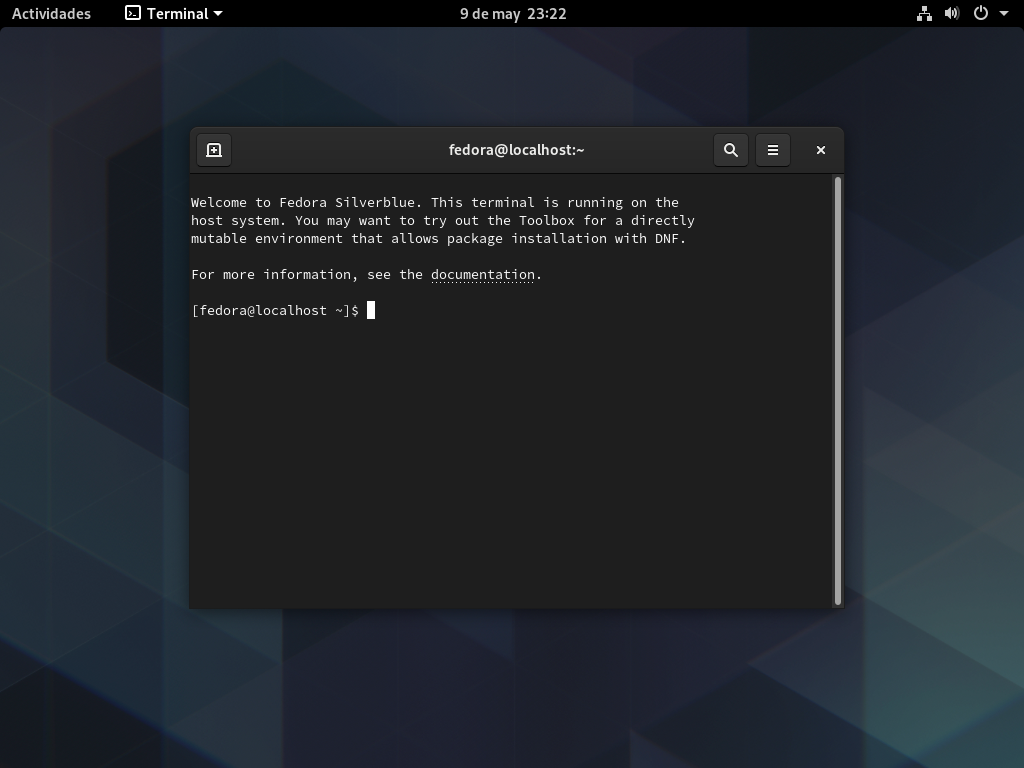 Actividades Terminal 9 de may 23:22
fedora@localhost:~
Welcome to Fedora Silverblue. This terminal is running on the
host system. You may want to try out the Toolbox for a directly
mutable environment that allows package installation with DNF.
For more information, see the documentation.
[fedora@localhost ~]$